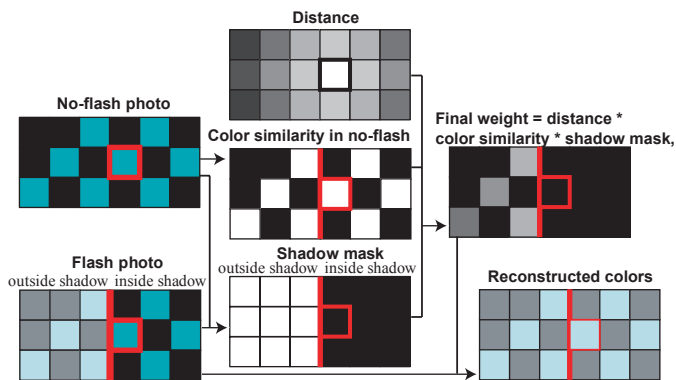 Distance
No-flash photo
Color similarity in no-flash
Final weight = distance *
color similarity * shadow mask,
Flash photo
outside shadow inside shadow
Shadow mask
outside shadow inside shadow
Reconstructed colors